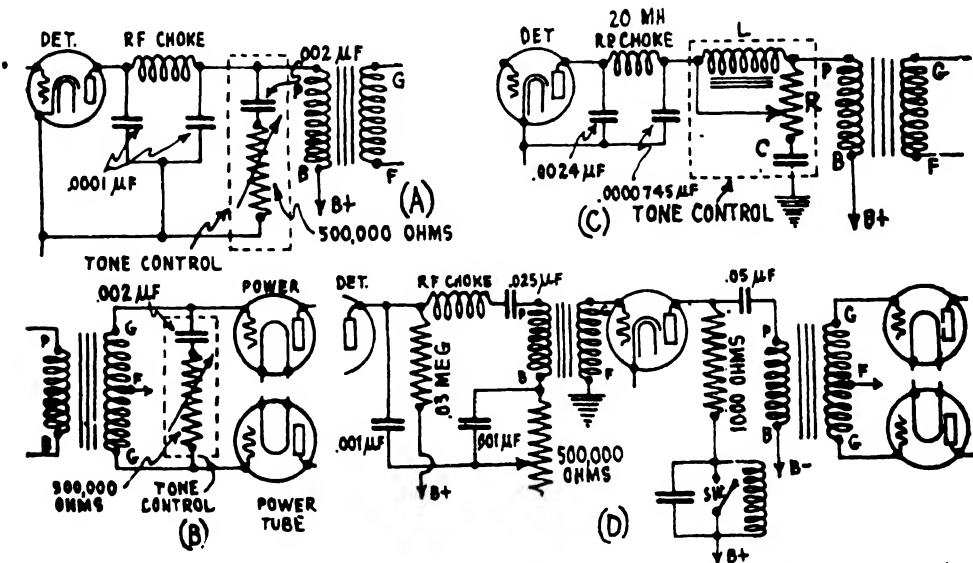 DET.
RF CHOKE
.002 µF
P
G
.0001 µF
B
F
B+
(A)
500,000 OHMS
TONE CONTROL
DET
20 MH
RF CHOKE
L
P
G
R
C
.0024 µF
.0000745 µF
B
F
(C)
TONE CONTROL
B+
.002 µF
POWER
P
G
F
B
G
500,000
OHMS
TONE
CONTROL
POWER
TUBE
(B)
DET.
RF CHOKE
.025 µF
P
G
.03 MEG
B
F
.001 µF
.001 µF
500,000
OHMS
B+
.05 µF
1000 OHMS
P
G
F
B
G
B-
SW.
(D)
B+
G
G